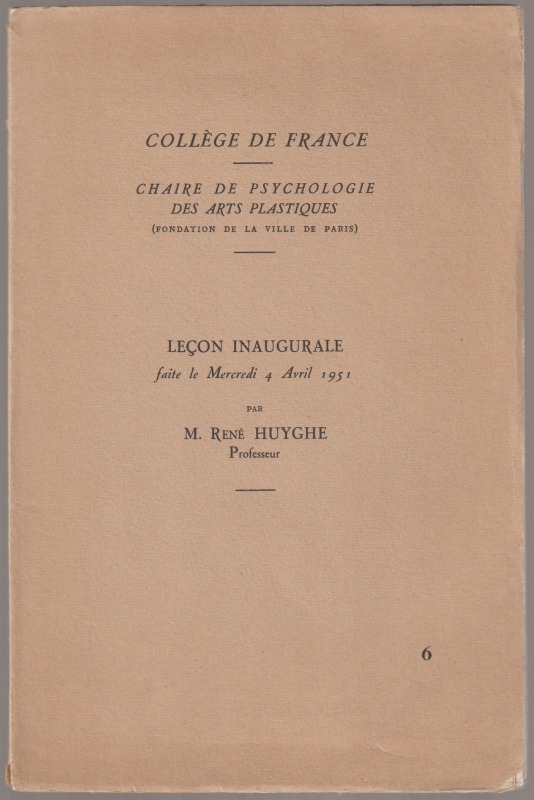 COLLÈGE DE FRANCE
CHAIRE DE PSYCHOLOGIE
DES ARTS PLASTIQUES
(FONDATION DE LA VILLE DE PARIS)
LEÇON INAUGURALE
faite le Mercredi 4 Avril 1951
PAR
M. RENÉ HUYGHE
Professeur
6